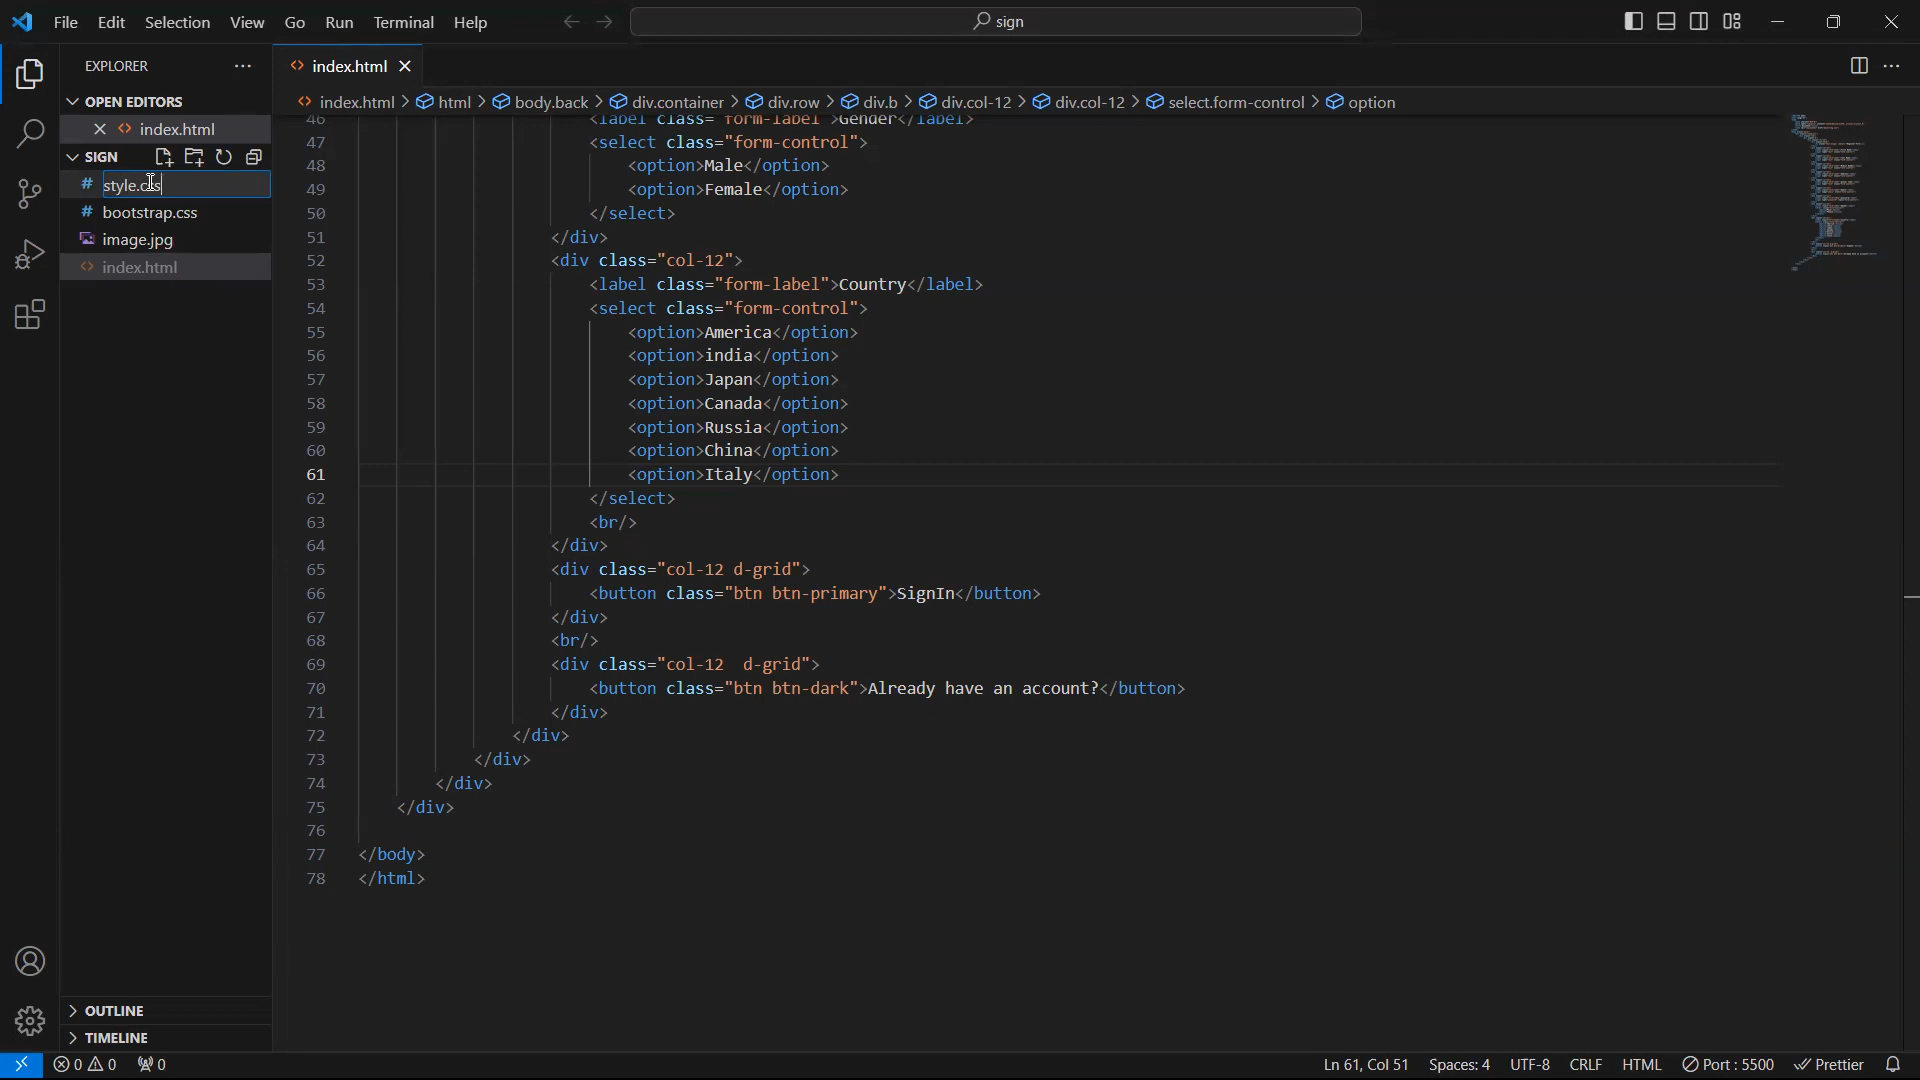 File Edit Selection View Go Run Terminal Help
sign
EXPLORER
index.html
OPEN EDITORS
index.html > html > body.back > div.container > div.row > div.b > div.col-12 > div.col-12 > select.form-control > option
index.html
SIGN
style.css
bootstrap.css
image.jpg
index.html
46 <label class="form-label">Gender</label>
47 <select class="form-control">
48 <option>Male</option>
49 <option>Female</option>
50 </select>
51 </div>
52 <div class="col-12">
53 <label class="form-label">Country</label>
54 <select class="form-control">
55 <option>America</option>
56 <option>india</option>
57 <option>Japan</option>
58 <option>Canada</option>
59 <option>Russia</option>
60 <option>China</option>
61 <option>Italy</option>
62 </select>
63 <br/>
64 </div>
65 <div class="col-12 d-grid">
66 <button class="btn btn-primary">SignIn</button>
67 </div>
68 <br/>
69 <div class="col-12  d-grid">
70 <button class="btn btn-dark">Already have an account?</button>
71 </div>
72 </div>
73 </div>
74 </div>
75 </div>
76
77 </body>
78 </html>
OUTLINE
TIMELINE
0 0 0 Ln 61, Col 51 Spaces: 4 UTF-8 CRLF HTML Port : 5500 Prettier